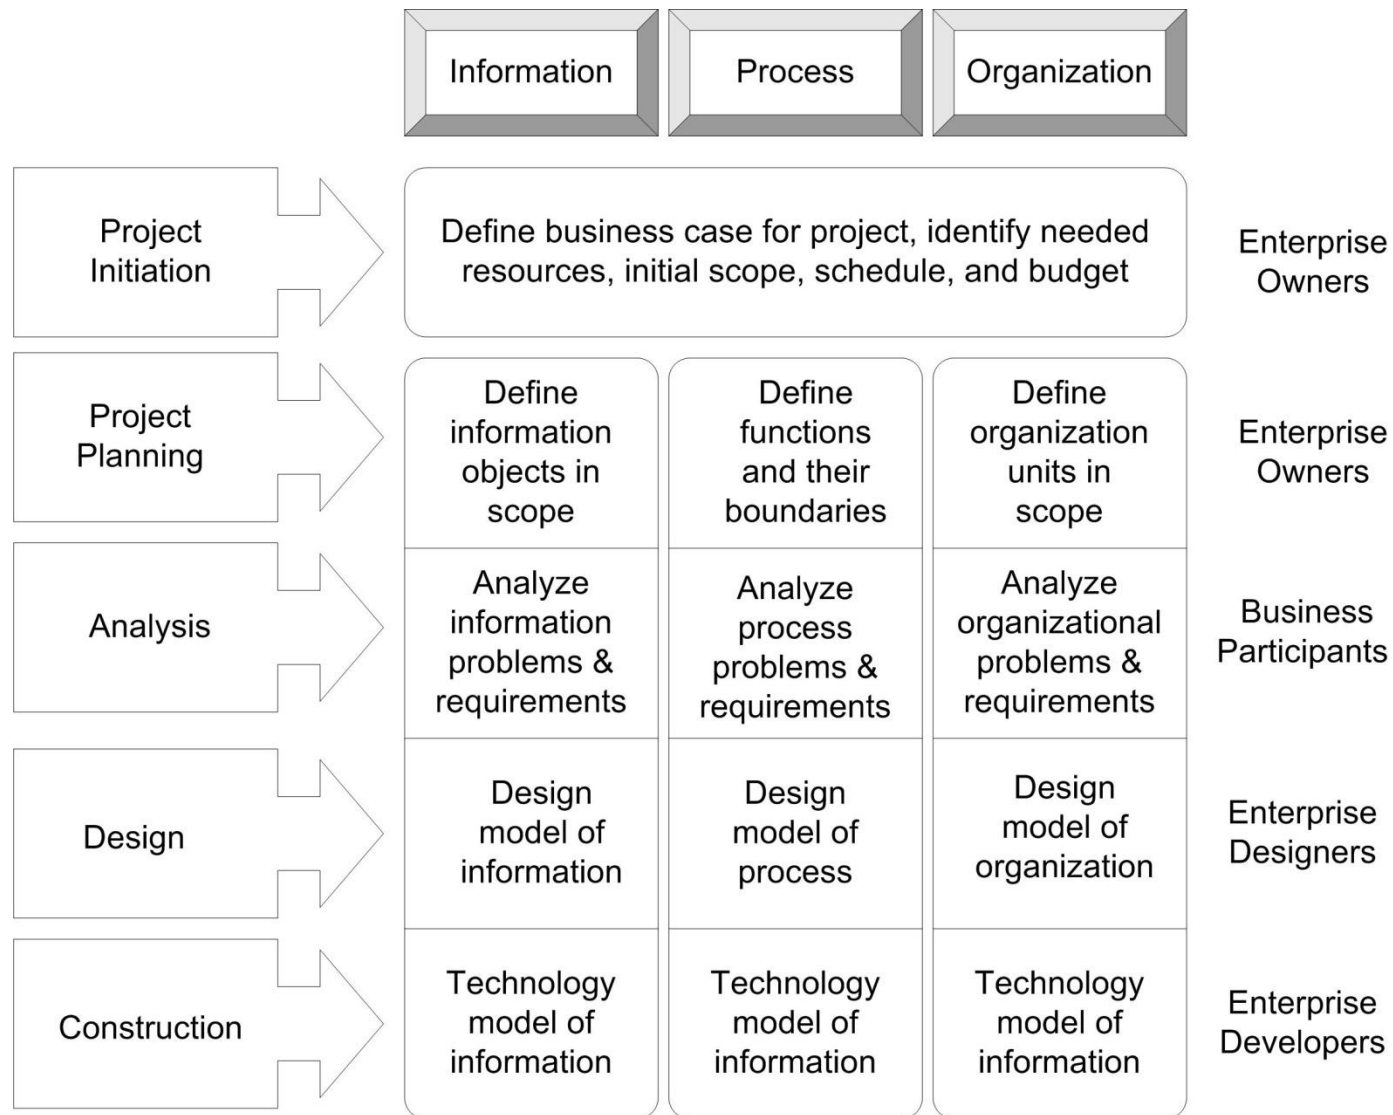 Information
Process
Organization
Project
Initiation
Define business case for project, identify needed
resources, initial scope, schedule, and budget
Enterprise
Owners
Project
Planning
Define
information
objects in
scope
Define
functions
and their
boundaries
Define
organization
units in
scope
Enterprise
Owners
Analysis
Analyze
information
problems &
requirements
Analyze
process
problems &
requirements
Analyze
organizational
problems &
requirements
Business
Participants
Design
Design
model of
information
Design
model of
process
Design
model of
organization
Enterprise
Designers
Construction
Technology
model of
information
Technology
model of
information
Technology
model of
information
Enterprise
Developers